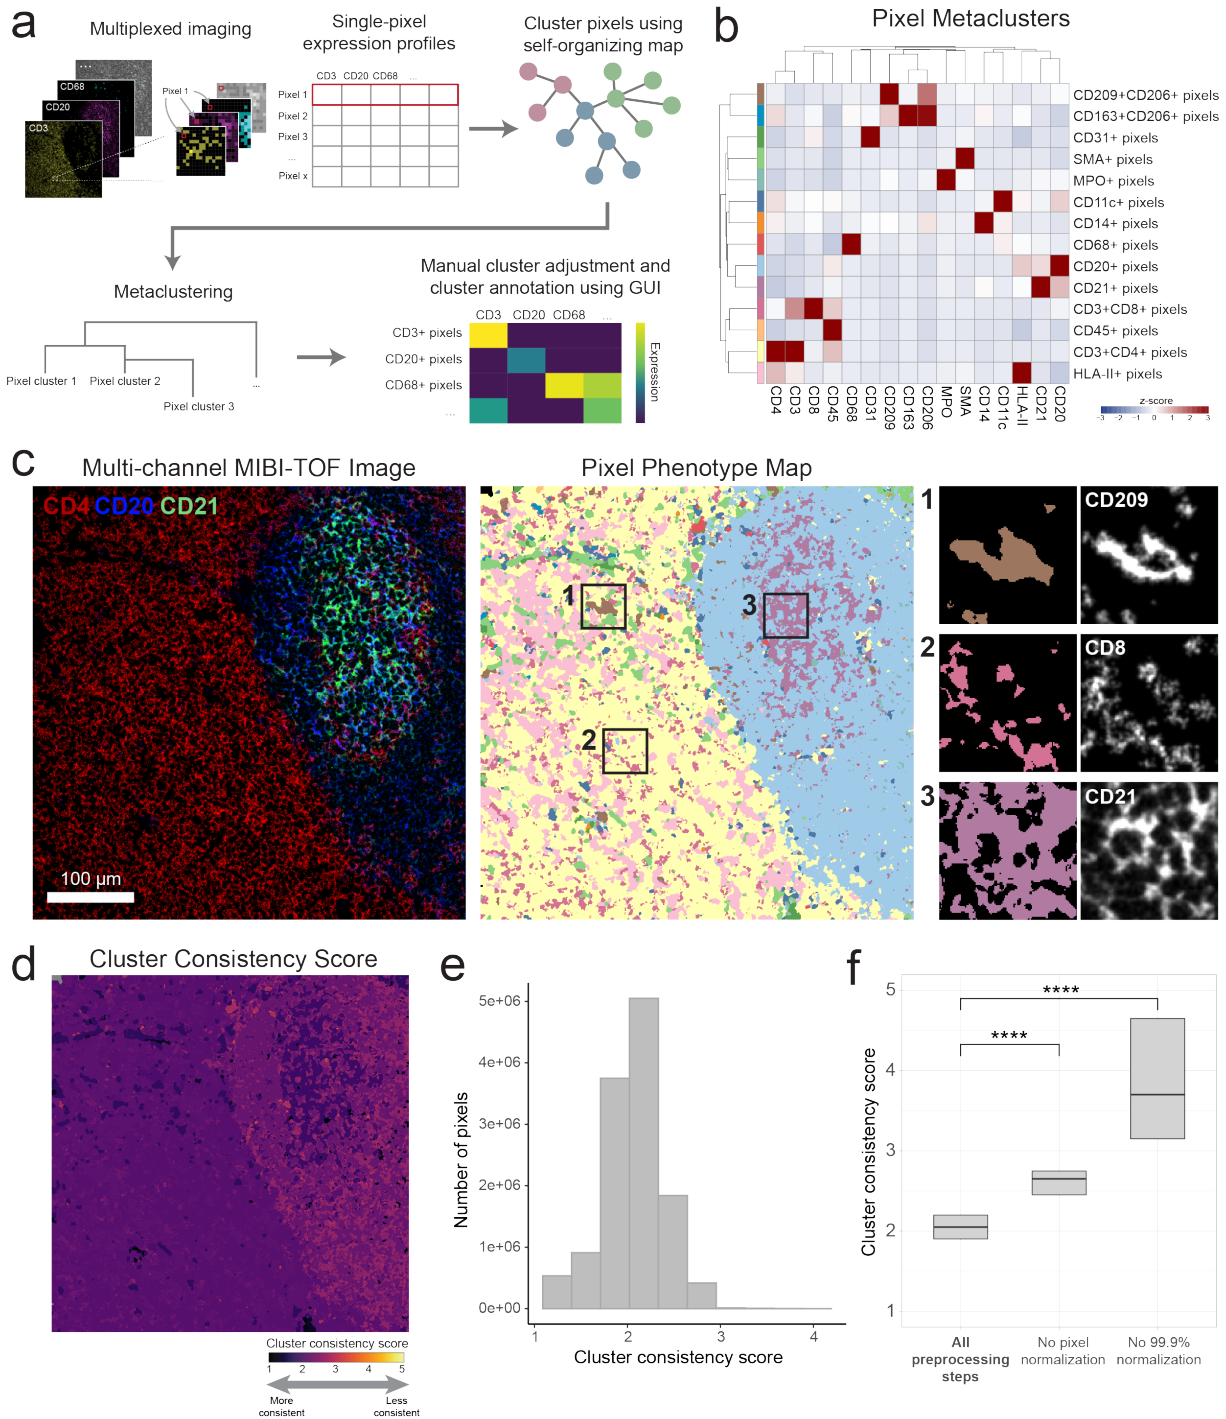 a
Multiplexed imaging
...
CD68
CD20
CD3
Pixel 1
Single-pixel
expression profiles
CD3 CD20 CD68 ...
Pixel 1
Pixel 2
Pixel 3
...
Pixel x
Cluster pixels using
self-organizing map
Metaclustering
Pixel cluster 1
Pixel cluster 2
Pixel cluster 3
...
Manual cluster adjustment and
cluster annotation using GUI
CD3 CD20 CD68 ...
CD3+ pixels
CD20+ pixels
CD68+ pixels
...
Expression
b
Pixel Metaclusters
CD209+CD206+ pixels
CD163+CD206+ pixels
CD31+ pixels
SMA+ pixels
MPO+ pixels
CD11c+ pixels
CD14+ pixels
CD68+ pixels
CD20+ pixels
CD21+ pixels
CD3+CD8+ pixels
CD45+ pixels
CD3+CD4+ pixels
HLA-II+ pixels
CD4
CD3
CD8
CD45
CD68
CD31
CD209
CD163
CD206
MPO
SMA
CD14
CD11c
HLA-II
CD21
CD20
z-score
−3 −2 −1 0 1 2 3
c
Multi-channel MIBI-TOF Image
CD4 CD20 CD21
100 µm
Pixel Phenotype Map
1
2
3
1
CD209
2
CD8
3
CD21
d
Cluster Consistency Score
Cluster consistency score
1 2 3 4 5
More
consistent
Less
consistent
e
Number of pixels
5e+06
4e+06
3e+06
2e+06
1e+06
0e+00
1 2 3 4
Cluster consistency score
f
Cluster consistency score
5
4
3
2
1
****
****
All
preprocessing
steps
No pixel
normalization
No 99.9%
normalization